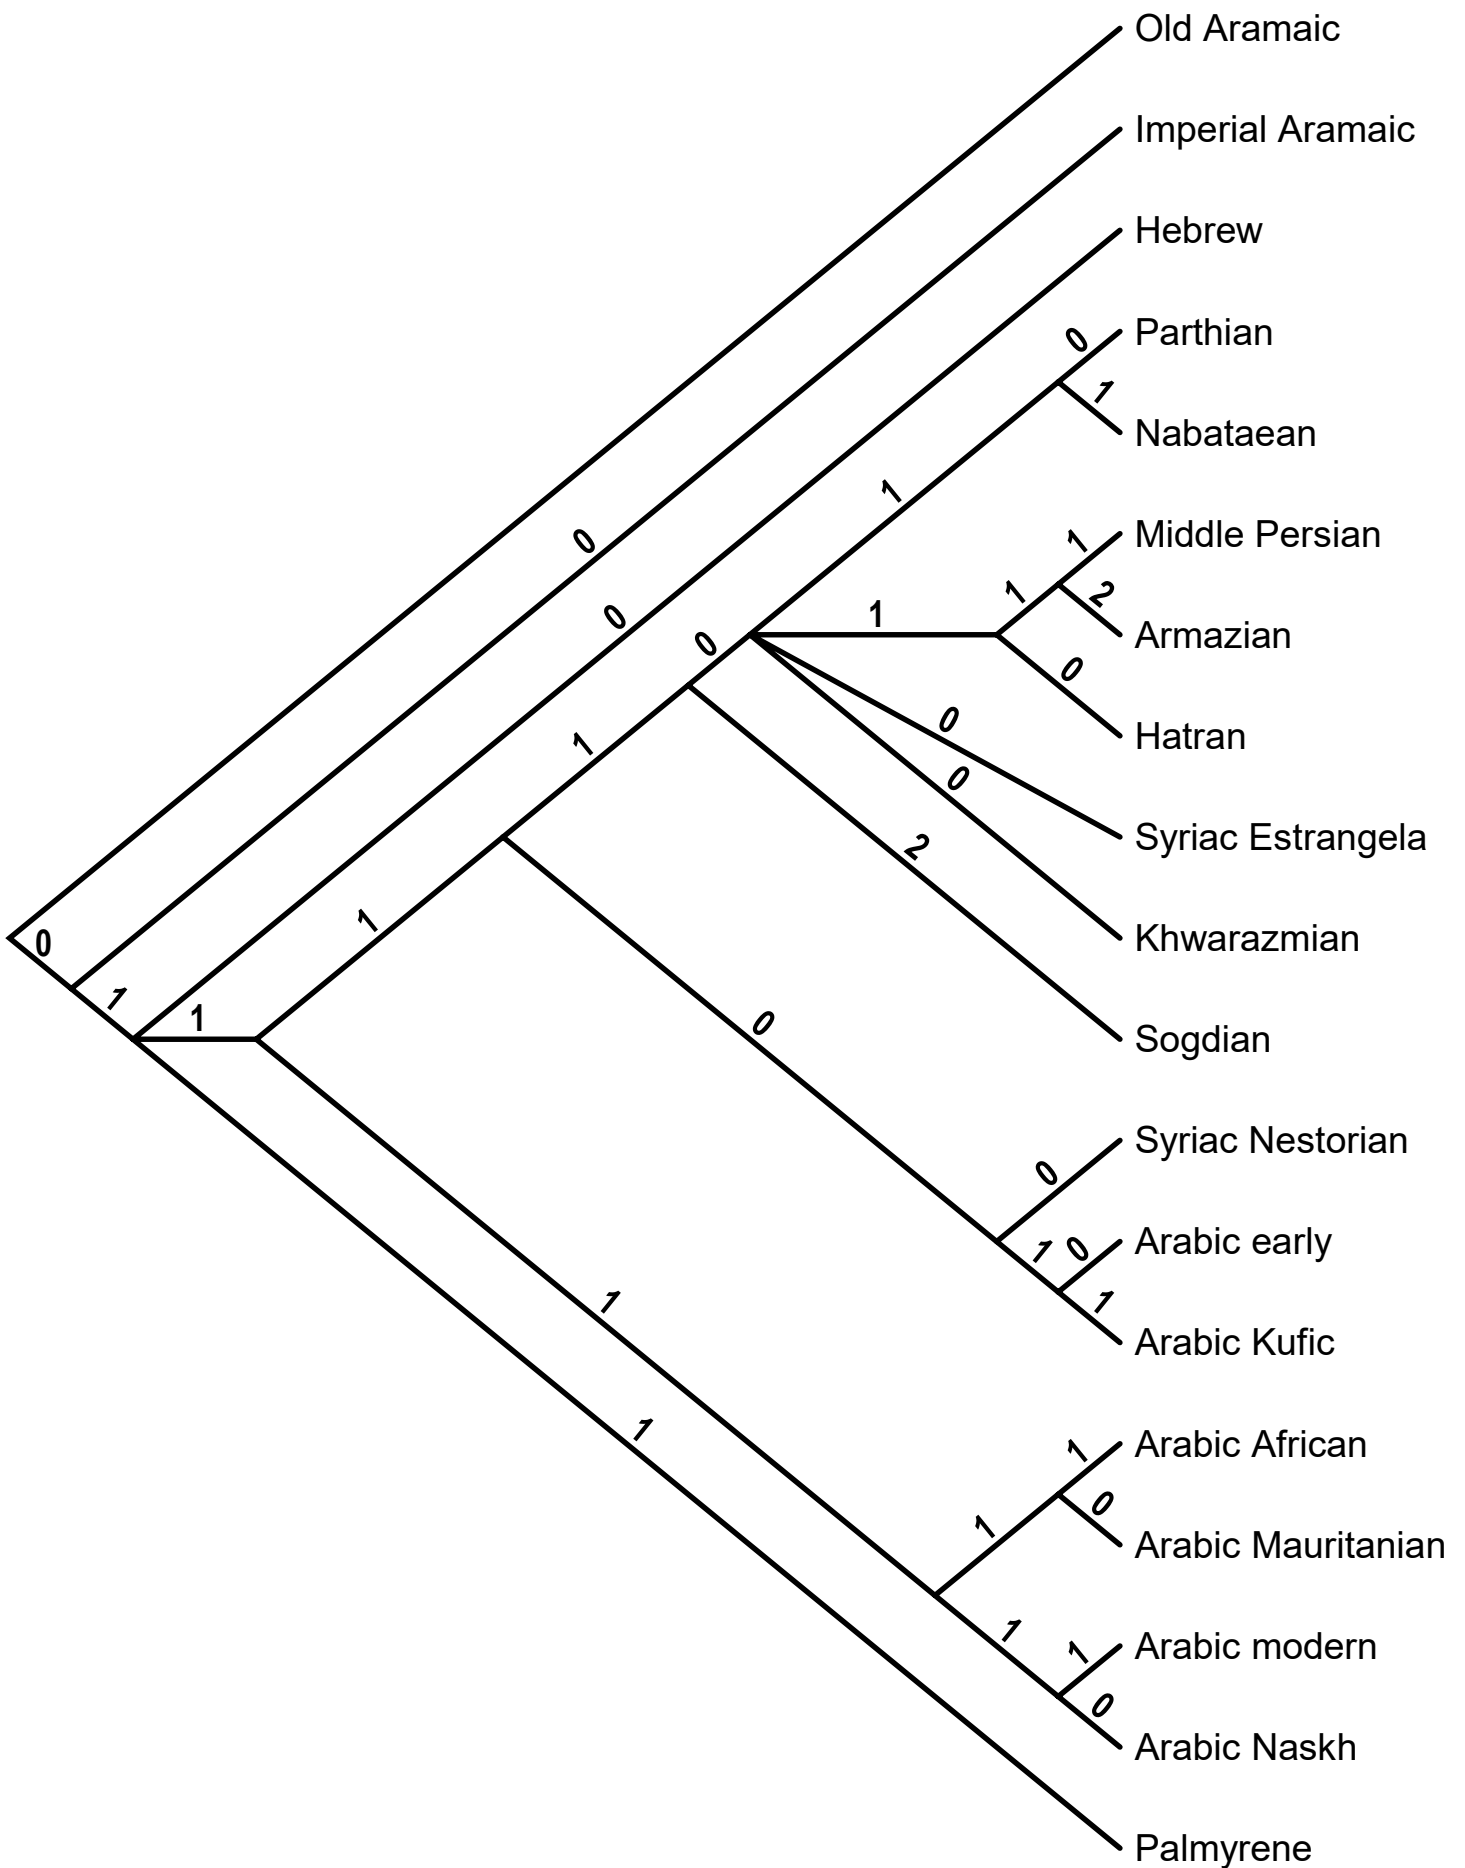 Old Aramaic
Imperial Aramaic
Hebrew
0 Parthian
1
Nabataean
1
Middle Persian
1
0
1
2
1
Armazian
0
0
0
Hatran
0
1
0
Syriac Estrangela
2
1
0
Khwarazmian
1
1
0
Sogdian
Syriac Nestorian
0
1 0
Arabic early
1
1
Arabic Kufic
1
1
Arabic African
0
1
Arabic Mauritanian
1
1
Arabic modern
0
Arabic Naskh
Palmyrene